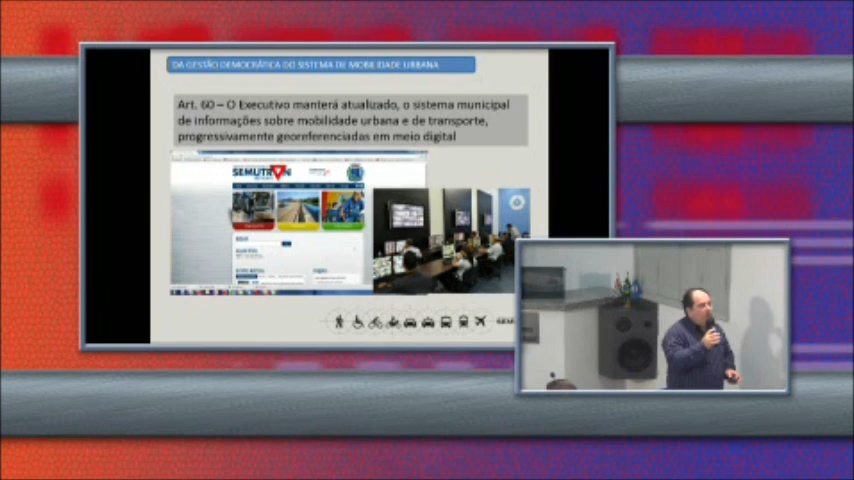 DA GESTÃO DEMOCRÁTICA DO SISTEMA DE MOBILIDADE URBANA
Art. 60 – O Executivo manterá atualizado, o sistema municipal
de informações sobre mobilidade urbana e de transporte,
progressivamente georeferenciadas em meio digital
SEMUTRAN